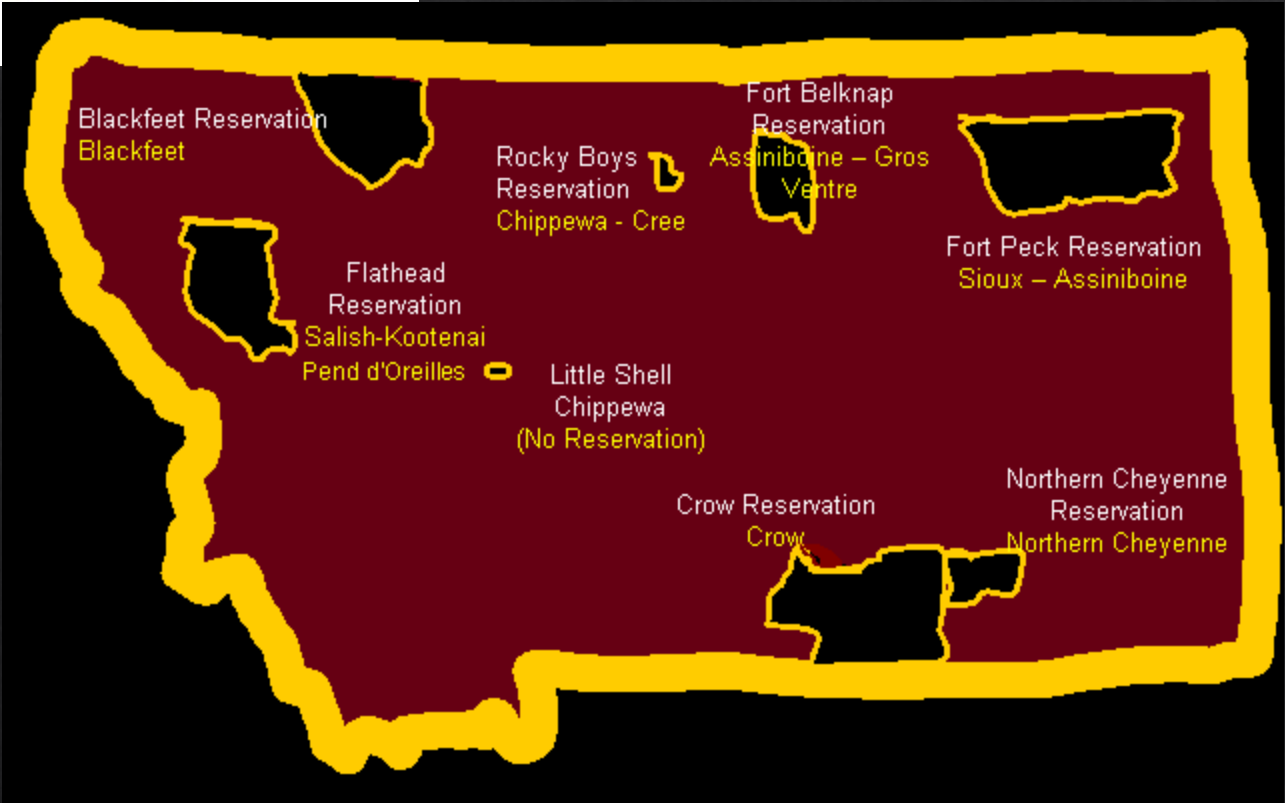 Blackfeet Reservation
Blackfeet
Rocky Boys
Reservation
Chippewa - Cree
Fort Belknap
Reservation
Assiniboine – Gros
Ventre
Fort Peck Reservation
Sioux – Assiniboine
Flathead
Reservation
Salish-Kootenai
Pend d'Oreilles
Little Shell
Chippewa
(No Reservation)
Crow Reservation
Crow
Northern Cheyenne
Reservation
Northern Cheyenne